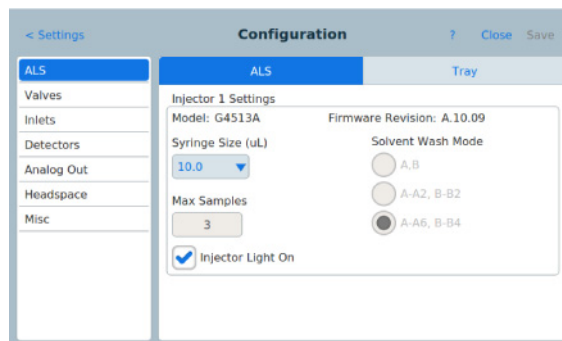 < Settings
Configuration
?
Close
Save
ALS
Valves
Inlets
Detectors
Analog Out
Headspace
Misc
ALS
Tray
Injector 1 Settings
Model: G4513A
Firmware Revision: A.10.09
Syringe Size (uL)
10.0
Max Samples
3
Injector Light On
Solvent Wash Mode
A,B
A-A2, B-B2
A-A6, B-B4